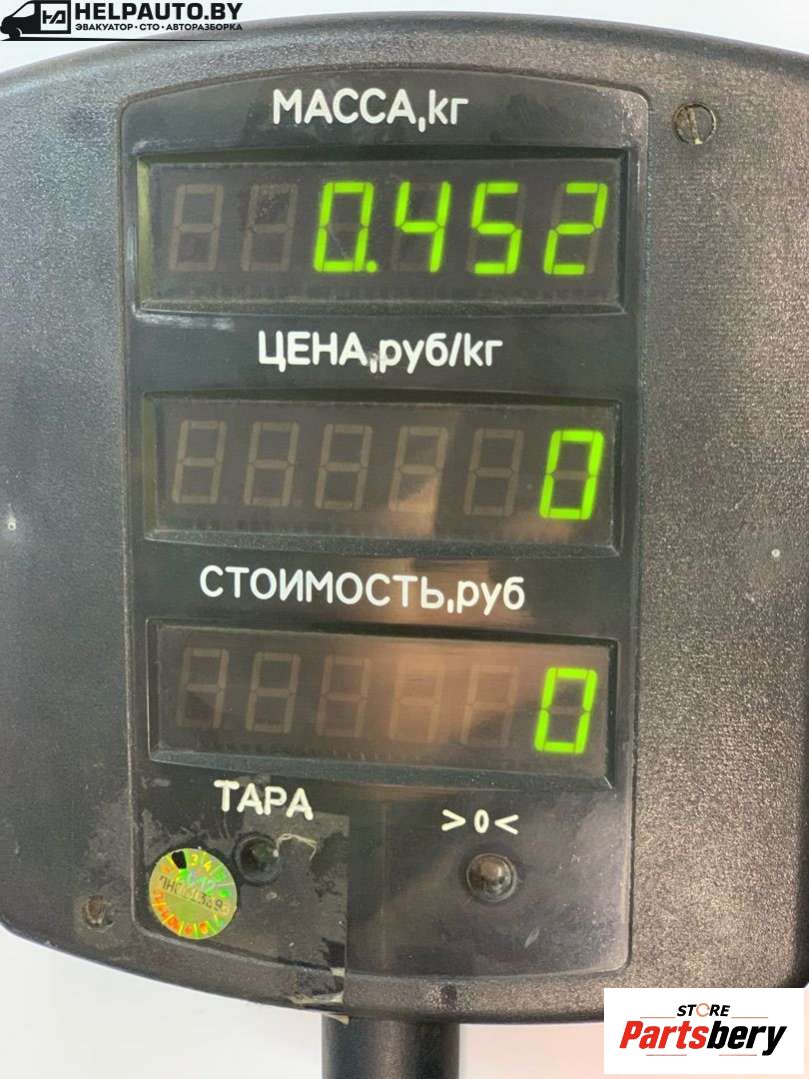 HELPAUTO.BY
ЭВАКУАТОР • СТО • АВТОРАЗБОРКА
МАССА,кг
0.452
ЦЕНА,руб/кг
0
СТОИМОСТЬ,руб
0
ТАРА
>0<
STORE
Partsbery